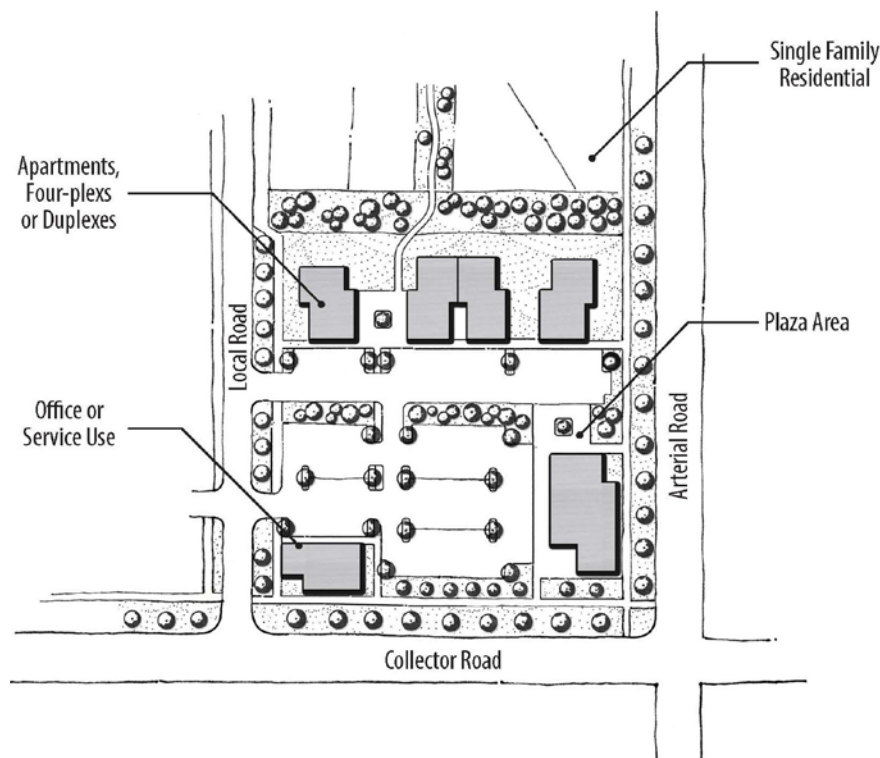 Single Family
Residential
Apartments,
Four-plexs
or Duplexes
Plaza Area
Local Road
Office or
Service Use
Arterial Road
Collector Road